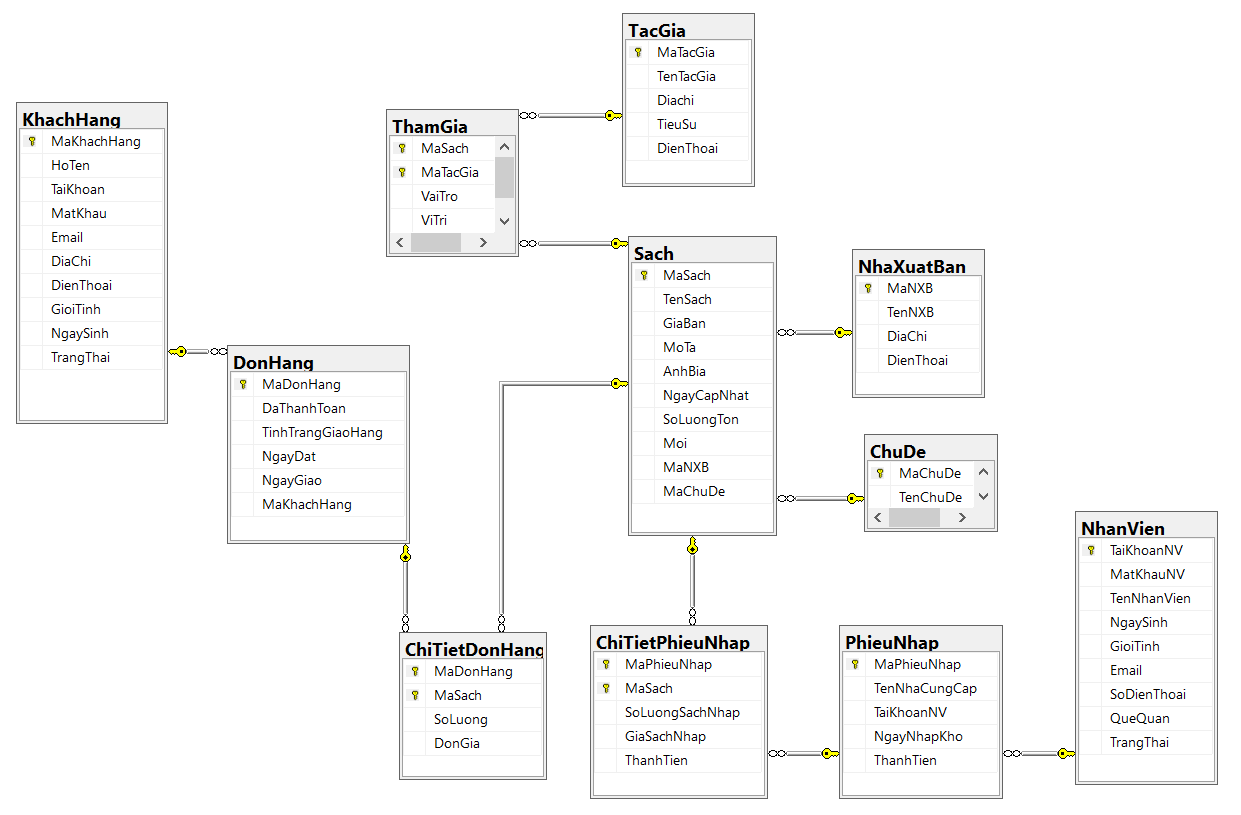 TacGia
MaTacGia
TenTacGia
Diachi
TieuSu
DienThoai
KhachHang
MaKhachHang
HoTen
TaiKhoan
MatKhau
Email
DiaChi
DienThoai
GioiTinh
NgaySinh
TrangThai
ThamGia
MaSach
MaTacGia
VaiTro
ViTri
Sach
MaSach
TenSach
GiaBan
MoTa
AnhBia
NgayCapNhat
SoLuongTon
Moi
MaNXB
MaChuDe
NhaXuatBan
MaNXB
TenNXB
DiaChi
DienThoai
DonHang
MaDonHang
DaThanhToan
TinhTrangGiaoHang
NgayDat
NgayGiao
MaKhachHang
ChuDe
MaChuDe
TenChuDe
NhanVien
TaiKhoanNV
MatKhauNV
TenNhanVien
NgaySinh
GioiTinh
Email
SoDienThoai
QueQuan
TrangThai
ChiTietDonHang
MaDonHang
MaSach
SoLuong
DonGia
ChiTietPhieuNhap
MaPhieuNhap
MaSach
SoLuongSachNhap
GiaSachNhap
ThanhTien
PhieuNhap
MaPhieuNhap
TenNhaCungCap
TaiKhoanNV
NgayNhapKho
ThanhTien